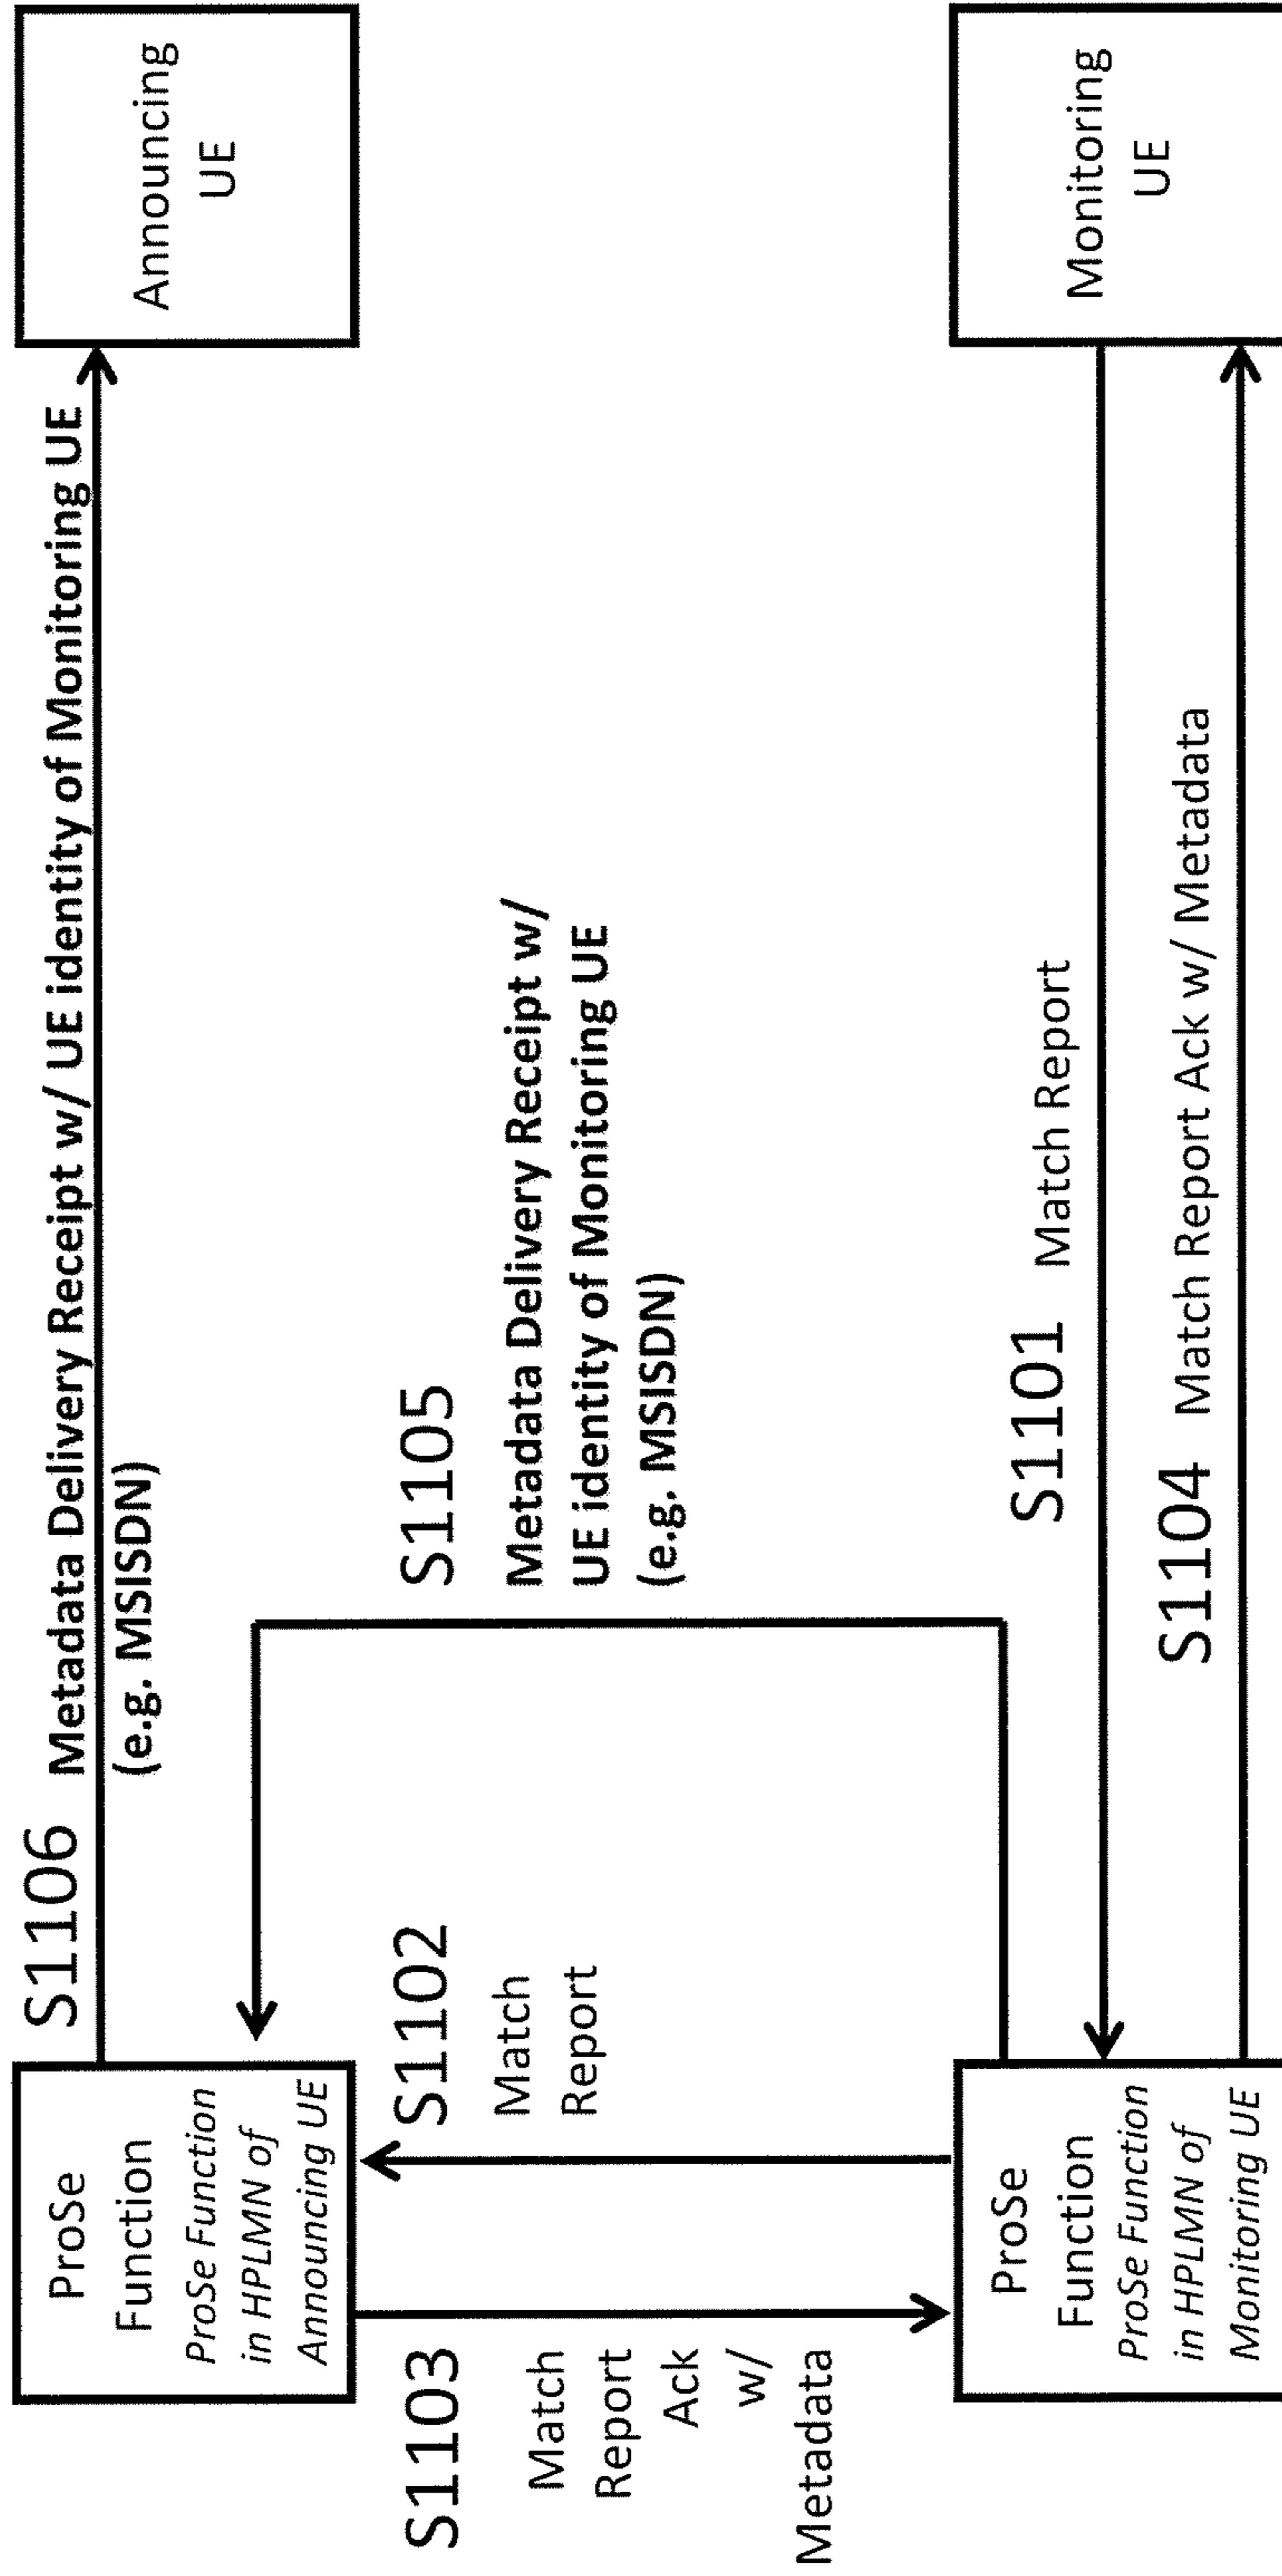 ProSe
Function
ProSe Function
in HPLMN of
Announcing UE
S1106
Metadata Delivery Receipt w/ UE identity of Monitoring UE
(e.g. MSISDN)
Announcing
UE
S1103
Match
Report
Ack
w/
Metadata
S1102
Match
Report
S1105
Metadata Delivery Receipt w/
UE identity of Monitoring UE
(e.g. MSISDN)
ProSe
Function
ProSe Function
in HPLMN of
Monitoring UE
S1101
Match Report
S1104
Match Report Ack w/ Metadata
Monitoring
UE